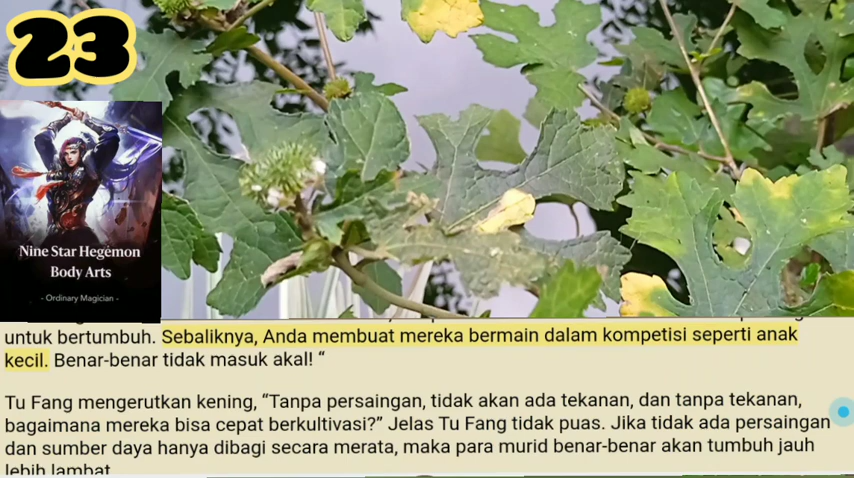 23
Nine Star Hegemon
Body Arts
- Ordinary Magician -
untuk bertumbuh. Sebaliknya, Anda membuat mereka bermain dalam kompetisi seperti anak
kecil. Benar-benar tidak masuk akal! “
Tu Fang mengerutkan kening, “Tanpa persaingan, tidak akan ada tekanan, dan tanpa tekanan,
bagaimana mereka bisa cepat berkultivasi?” Jelas Tu Fang tidak puas. Jika tidak ada persaingan
dan sumber daya hanya dibagi secara merata, maka para murid benar-benar akan tumbuh jauh
lebih lambat